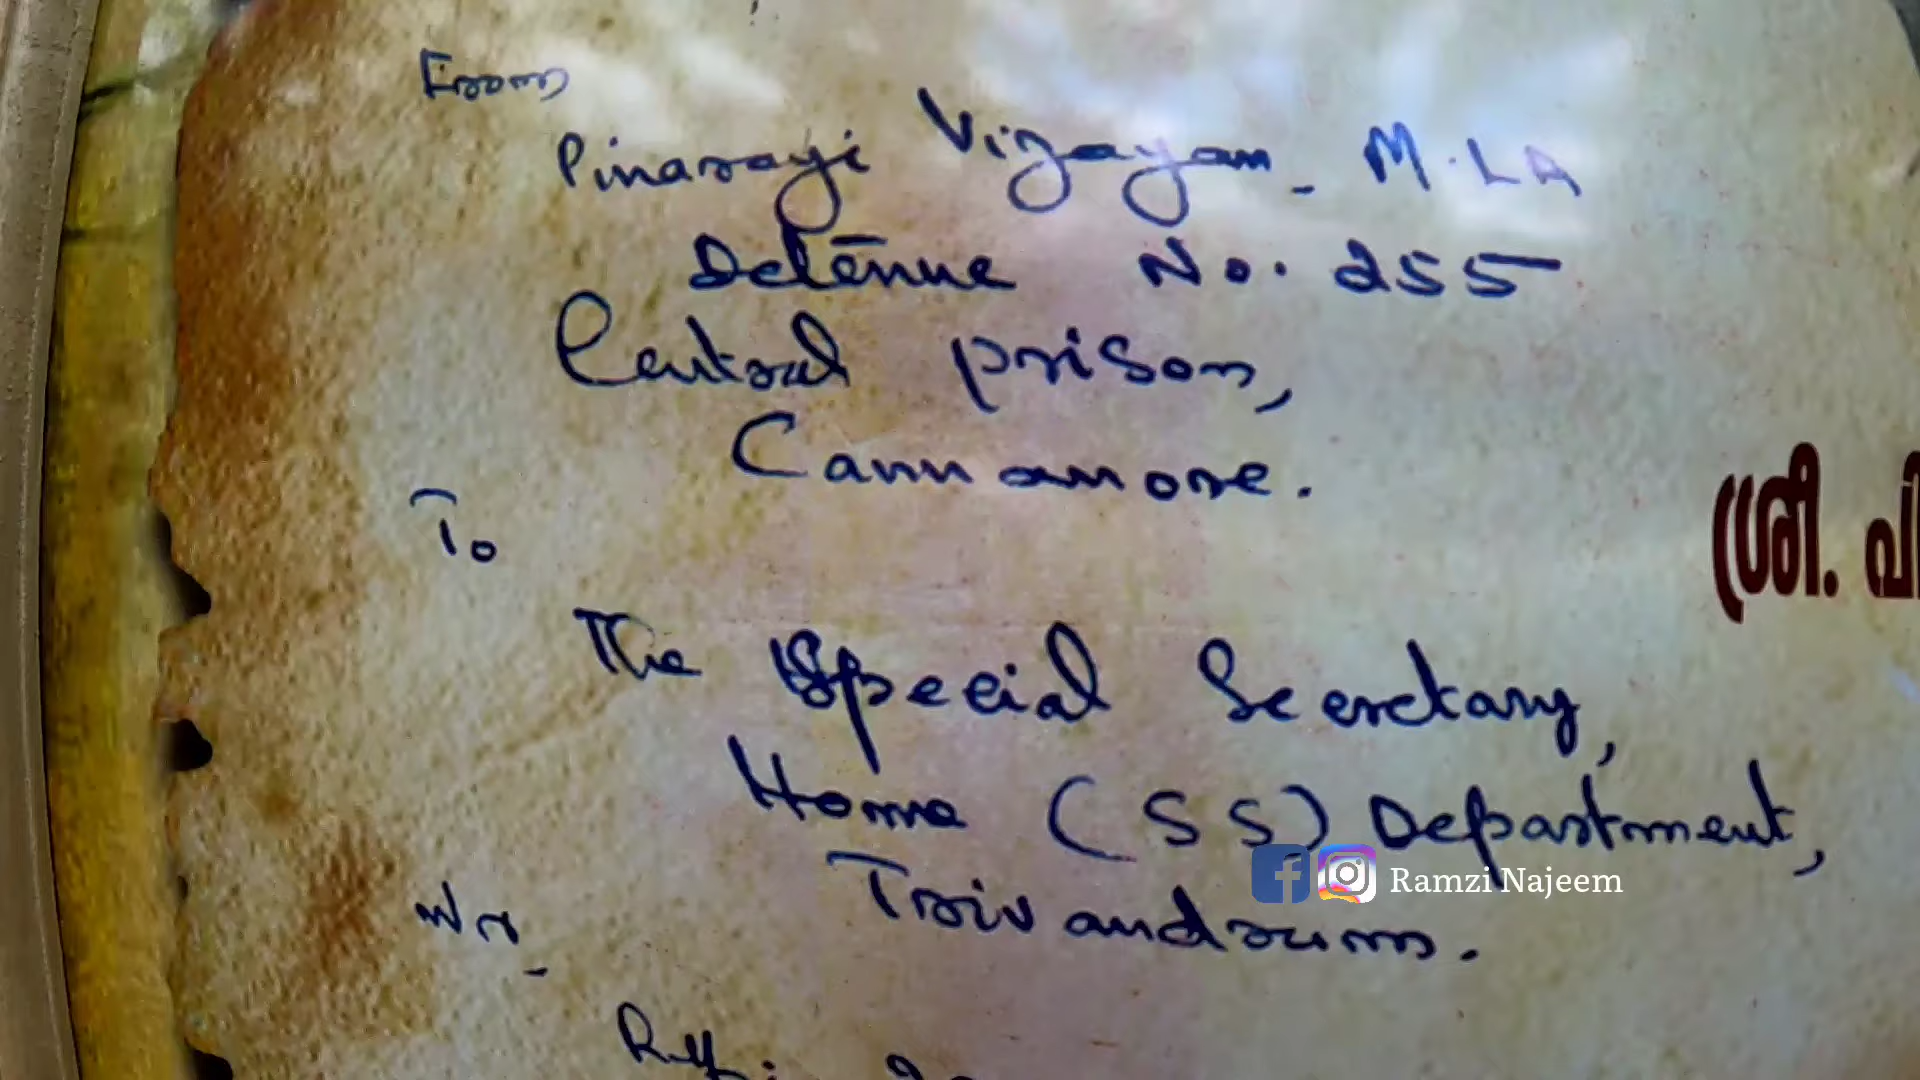 From
Pinarayi Vijayan - M.LA
Detenue No. 255
Central prison,
Cannanore.
To
The Special Secretary,
Home (SS) Department,
Trivandrum.
Ref:
ശ്രീ. പി
Ramzi Najeem